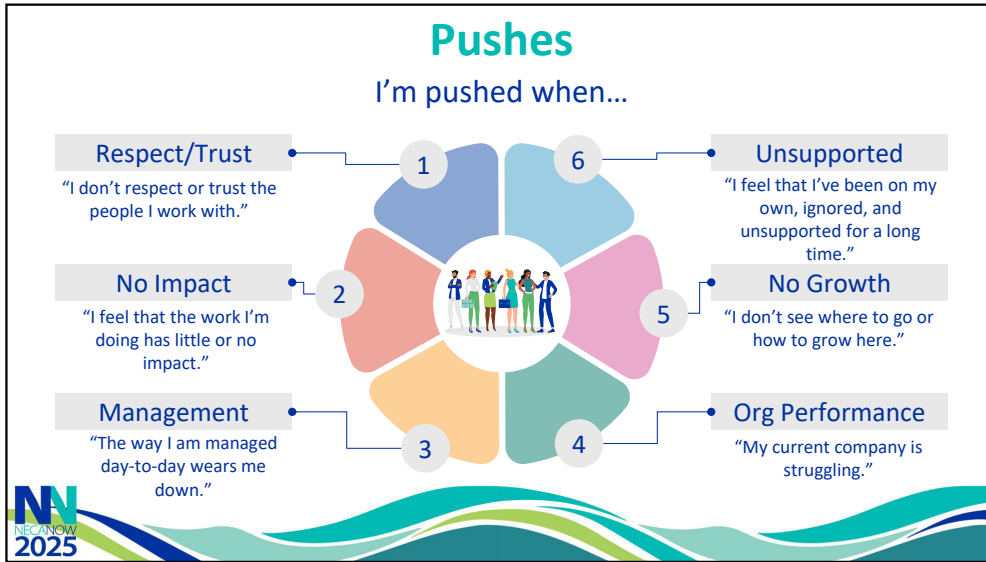 Pushes
I’m pushed when…
Respect/Trust
“I don’t respect or trust the
people I work with.”
1
No Impact
“I feel that the work I’m
doing has little or no
impact.”
2
Management
“The way I am managed
day-to-day wears me
down.”
3
6
Unsupported
“I feel that I’ve been on my
own, ignored, and
unsupported for a long
time.”
5
No Growth
“I don’t see where to go or
how to grow here.”
4
Org Performance
“My current company is
struggling.”
NN
NECANOW
2025